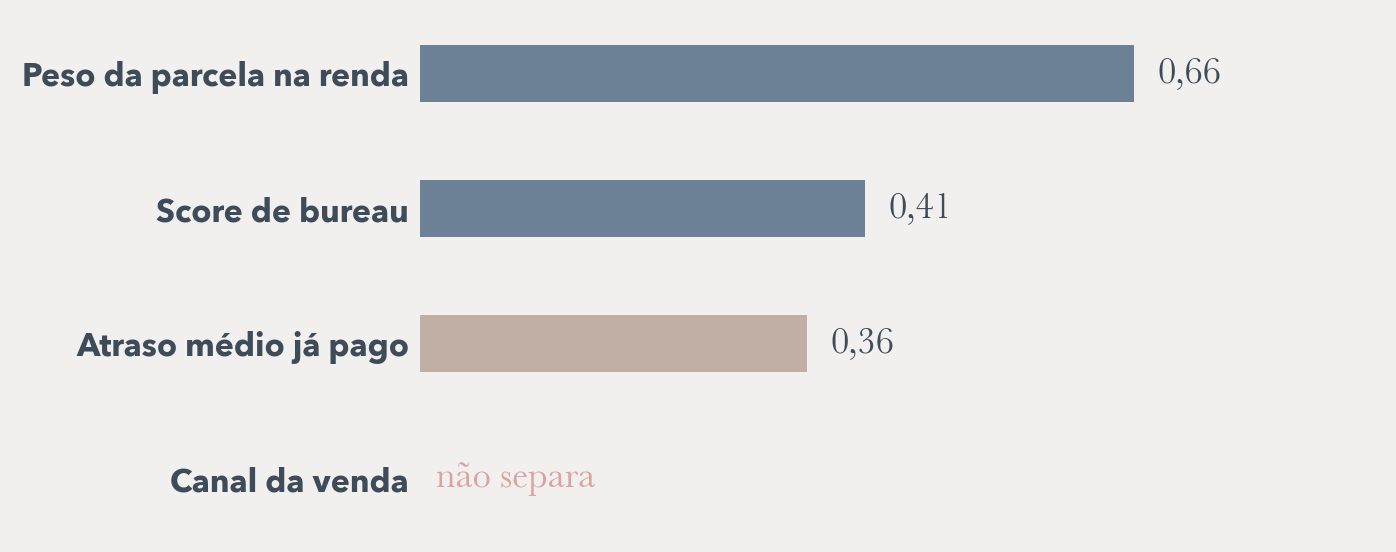 Peso da parcela na renda 0,66
Score de bureau 0,41
Atraso médio já pago 0,36
Canal da venda não separa